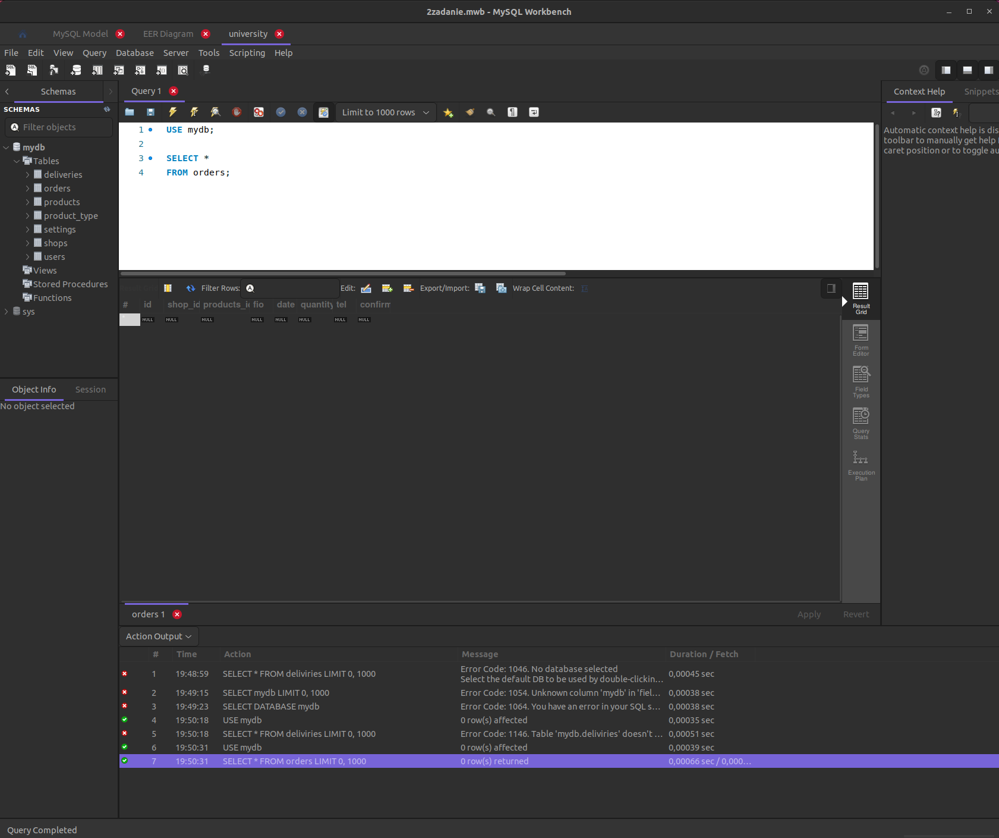 2zadanie.mwb - MySQL Workbench
MySQL Model EER Diagram university
File Edit View Query Database Server Tools Scripting Help
Schemas
SCHEMAS
Filter objects
mydb
Tables
deliveries
orders
products
product_type
settings
shops
users
Views
Stored Procedures
Functions
sys
Object Info Session
No object selected
Query 1
Limit to 1000 rows
1 USE mydb;
2
3 SELECT *
4 FROM orders;
Filter Rows: Edit: Export/Import: Wrap Cell Content:
# id shop_id products_id fio date quantity tel confirm
NULL NULL NULL NULL NULL NULL NULL NULL
Result
Grid
Form
Editor
Field
Types
Query
Stats
Execution
Plan
Context Help Snippets
Automatic context help is dis
toolbar to manually get help
caret position or to toggle au
orders 1 Apply Revert
Action Output
# Time Action Message Duration / Fetch
1 19:48:59 SELECT * FROM deliviries LIMIT 0, 1000 Error Code: 1046. No database selected
Select the default DB to be used by double-clickin... 0,00045 sec
2 19:49:15 SELECT mydb LIMIT 0, 1000 Error Code: 1054. Unknown column 'mydb' in 'fiel... 0,00038 sec
3 19:49:23 SELECT DATABASE mydb Error Code: 1064. You have an error in your SQL s... 0,00038 sec
4 19:50:18 USE mydb 0 row(s) affected 0,00035 sec
5 19:50:18 SELECT * FROM deliviries LIMIT 0, 1000 Error Code: 1146. Table 'mydb.deliviries' doesn't ... 0,00051 sec
6 19:50:31 USE mydb 0 row(s) affected 0,00039 sec
7 19:50:31 SELECT * FROM orders LIMIT 0, 1000 0 row(s) returned 0,00066 sec / 0,000...
Query Completed